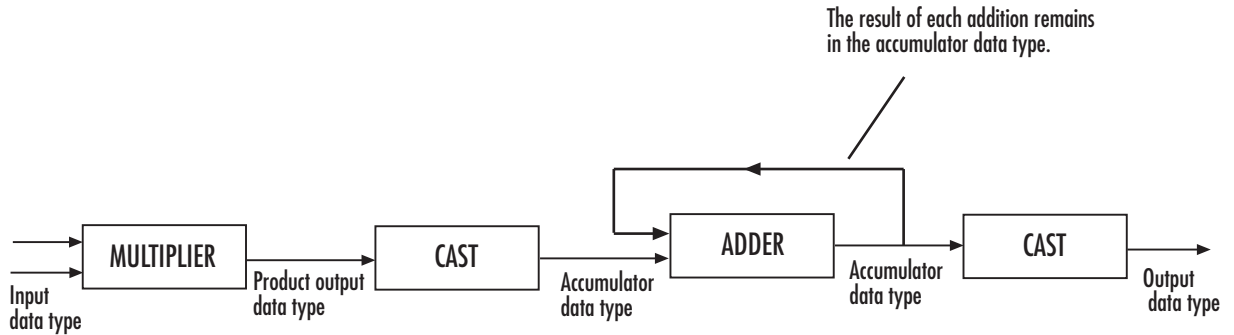 The result of each addition remains
in the accumulator data type.
MULTIPLIER
CAST
ADDER
CAST
Input
data type
Product output
data type
Accumulator
data type
Accumulator
data type
Output
data type